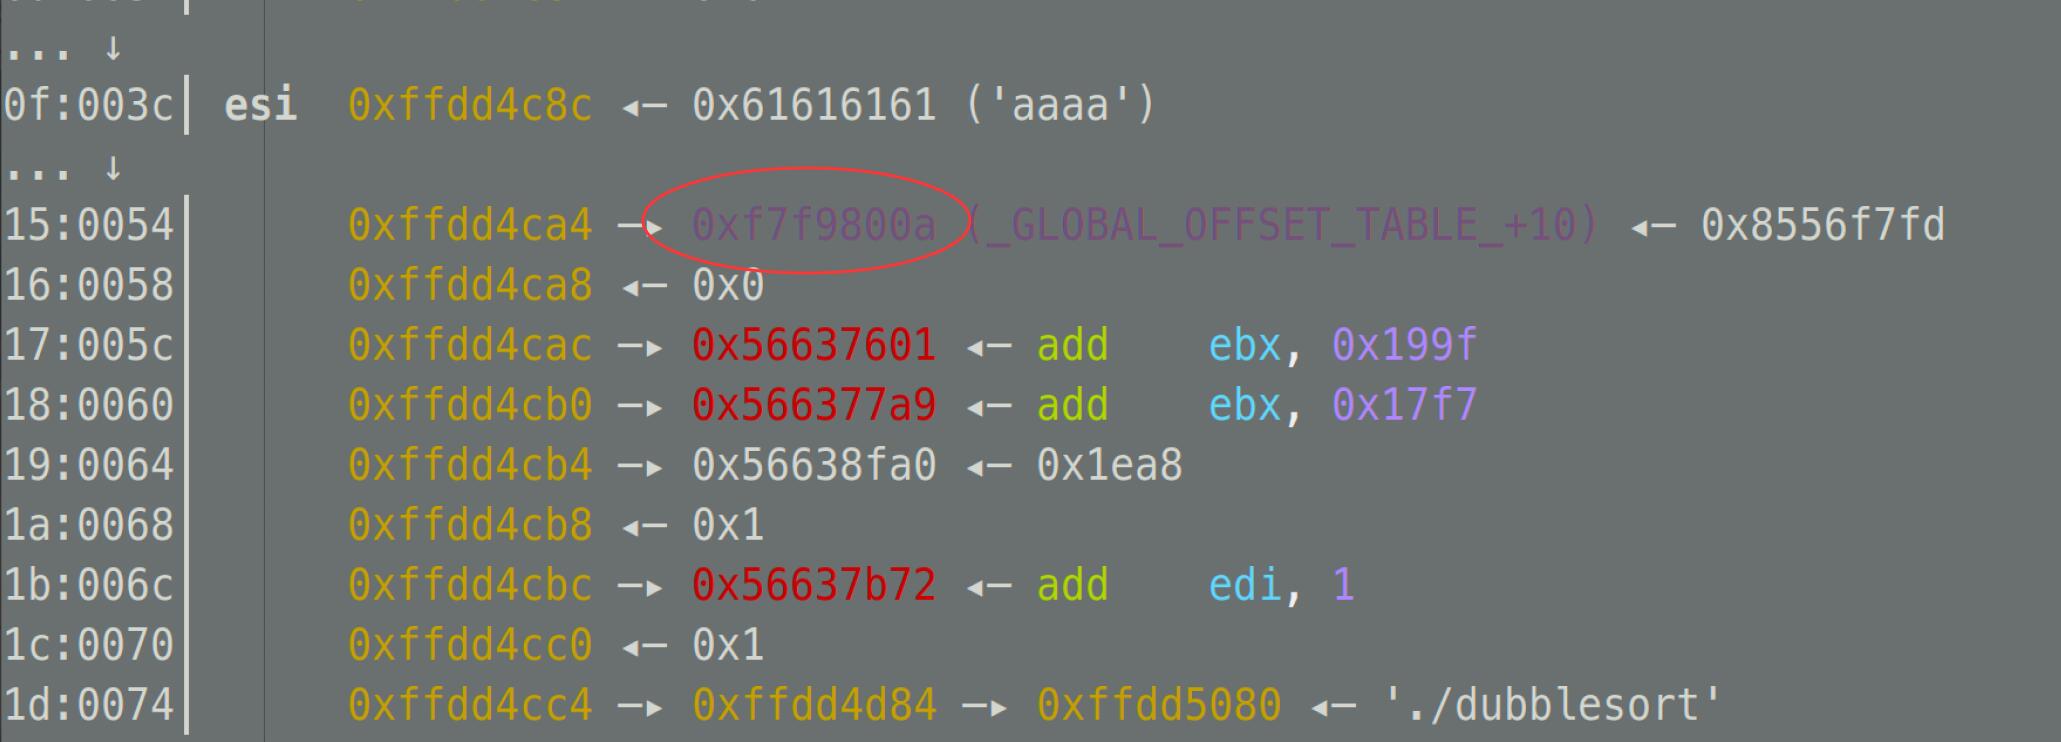 ... ↓
0f:003c│ esi 0xffdd4c8c ◂— 0x61616161 ('aaaa')
... ↓
15:0054│ 0xffdd4ca4 —▸ 0xf7f9800a (_GLOBAL_OFFSET_TABLE_+10) ◂— 0x8556f7fd
16:0058│ 0xffdd4ca8 ◂— 0x0
17:005c│ 0xffdd4cac —▸ 0x56637601 ◂— add ebx, 0x199f
18:0060│ 0xffdd4cb0 —▸ 0x566377a9 ◂— add ebx, 0x17f7
19:0064│ 0xffdd4cb4 —▸ 0x56638fa0 ◂— 0x1ea8
1a:0068│ 0xffdd4cb8 ◂— 0x1
1b:006c│ 0xffdd4cbc —▸ 0x56637b72 ◂— add edi, 1
1c:0070│ 0xffdd4cc0 ◂— 0x1
1d:0074│ 0xffdd4cc4 —▸ 0xffdd4d84 —▸ 0xffdd5080 ◂— './dubblesort'